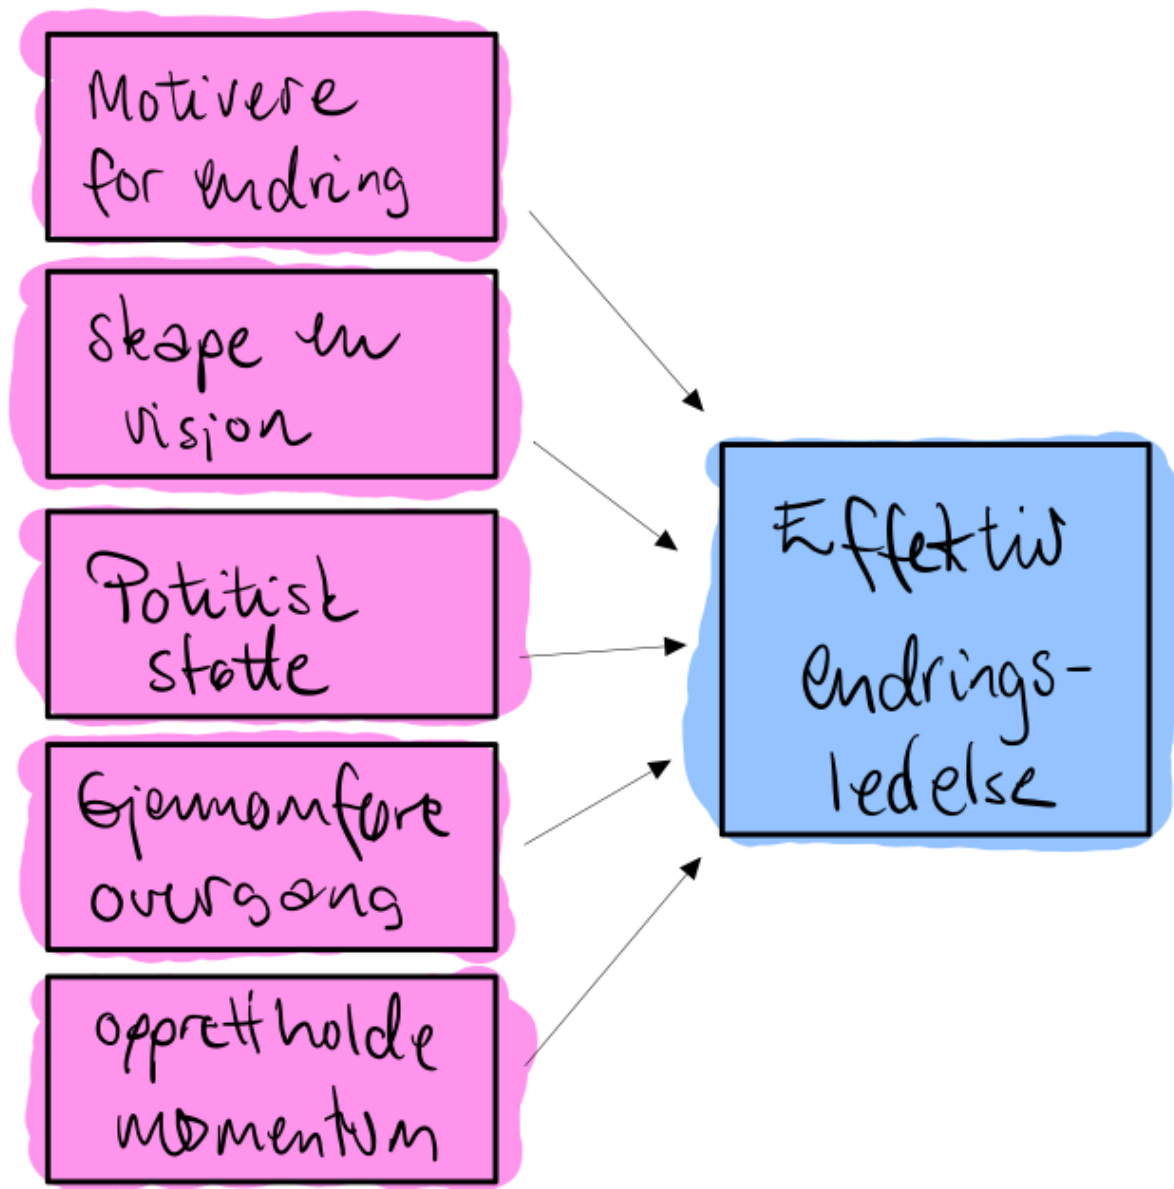 Motivere
for endring
skape en
visjon
Politisk
støtte
Gjennomføre
overgang
opprettholde
momentum
Effektiv
endrings-
ledelse